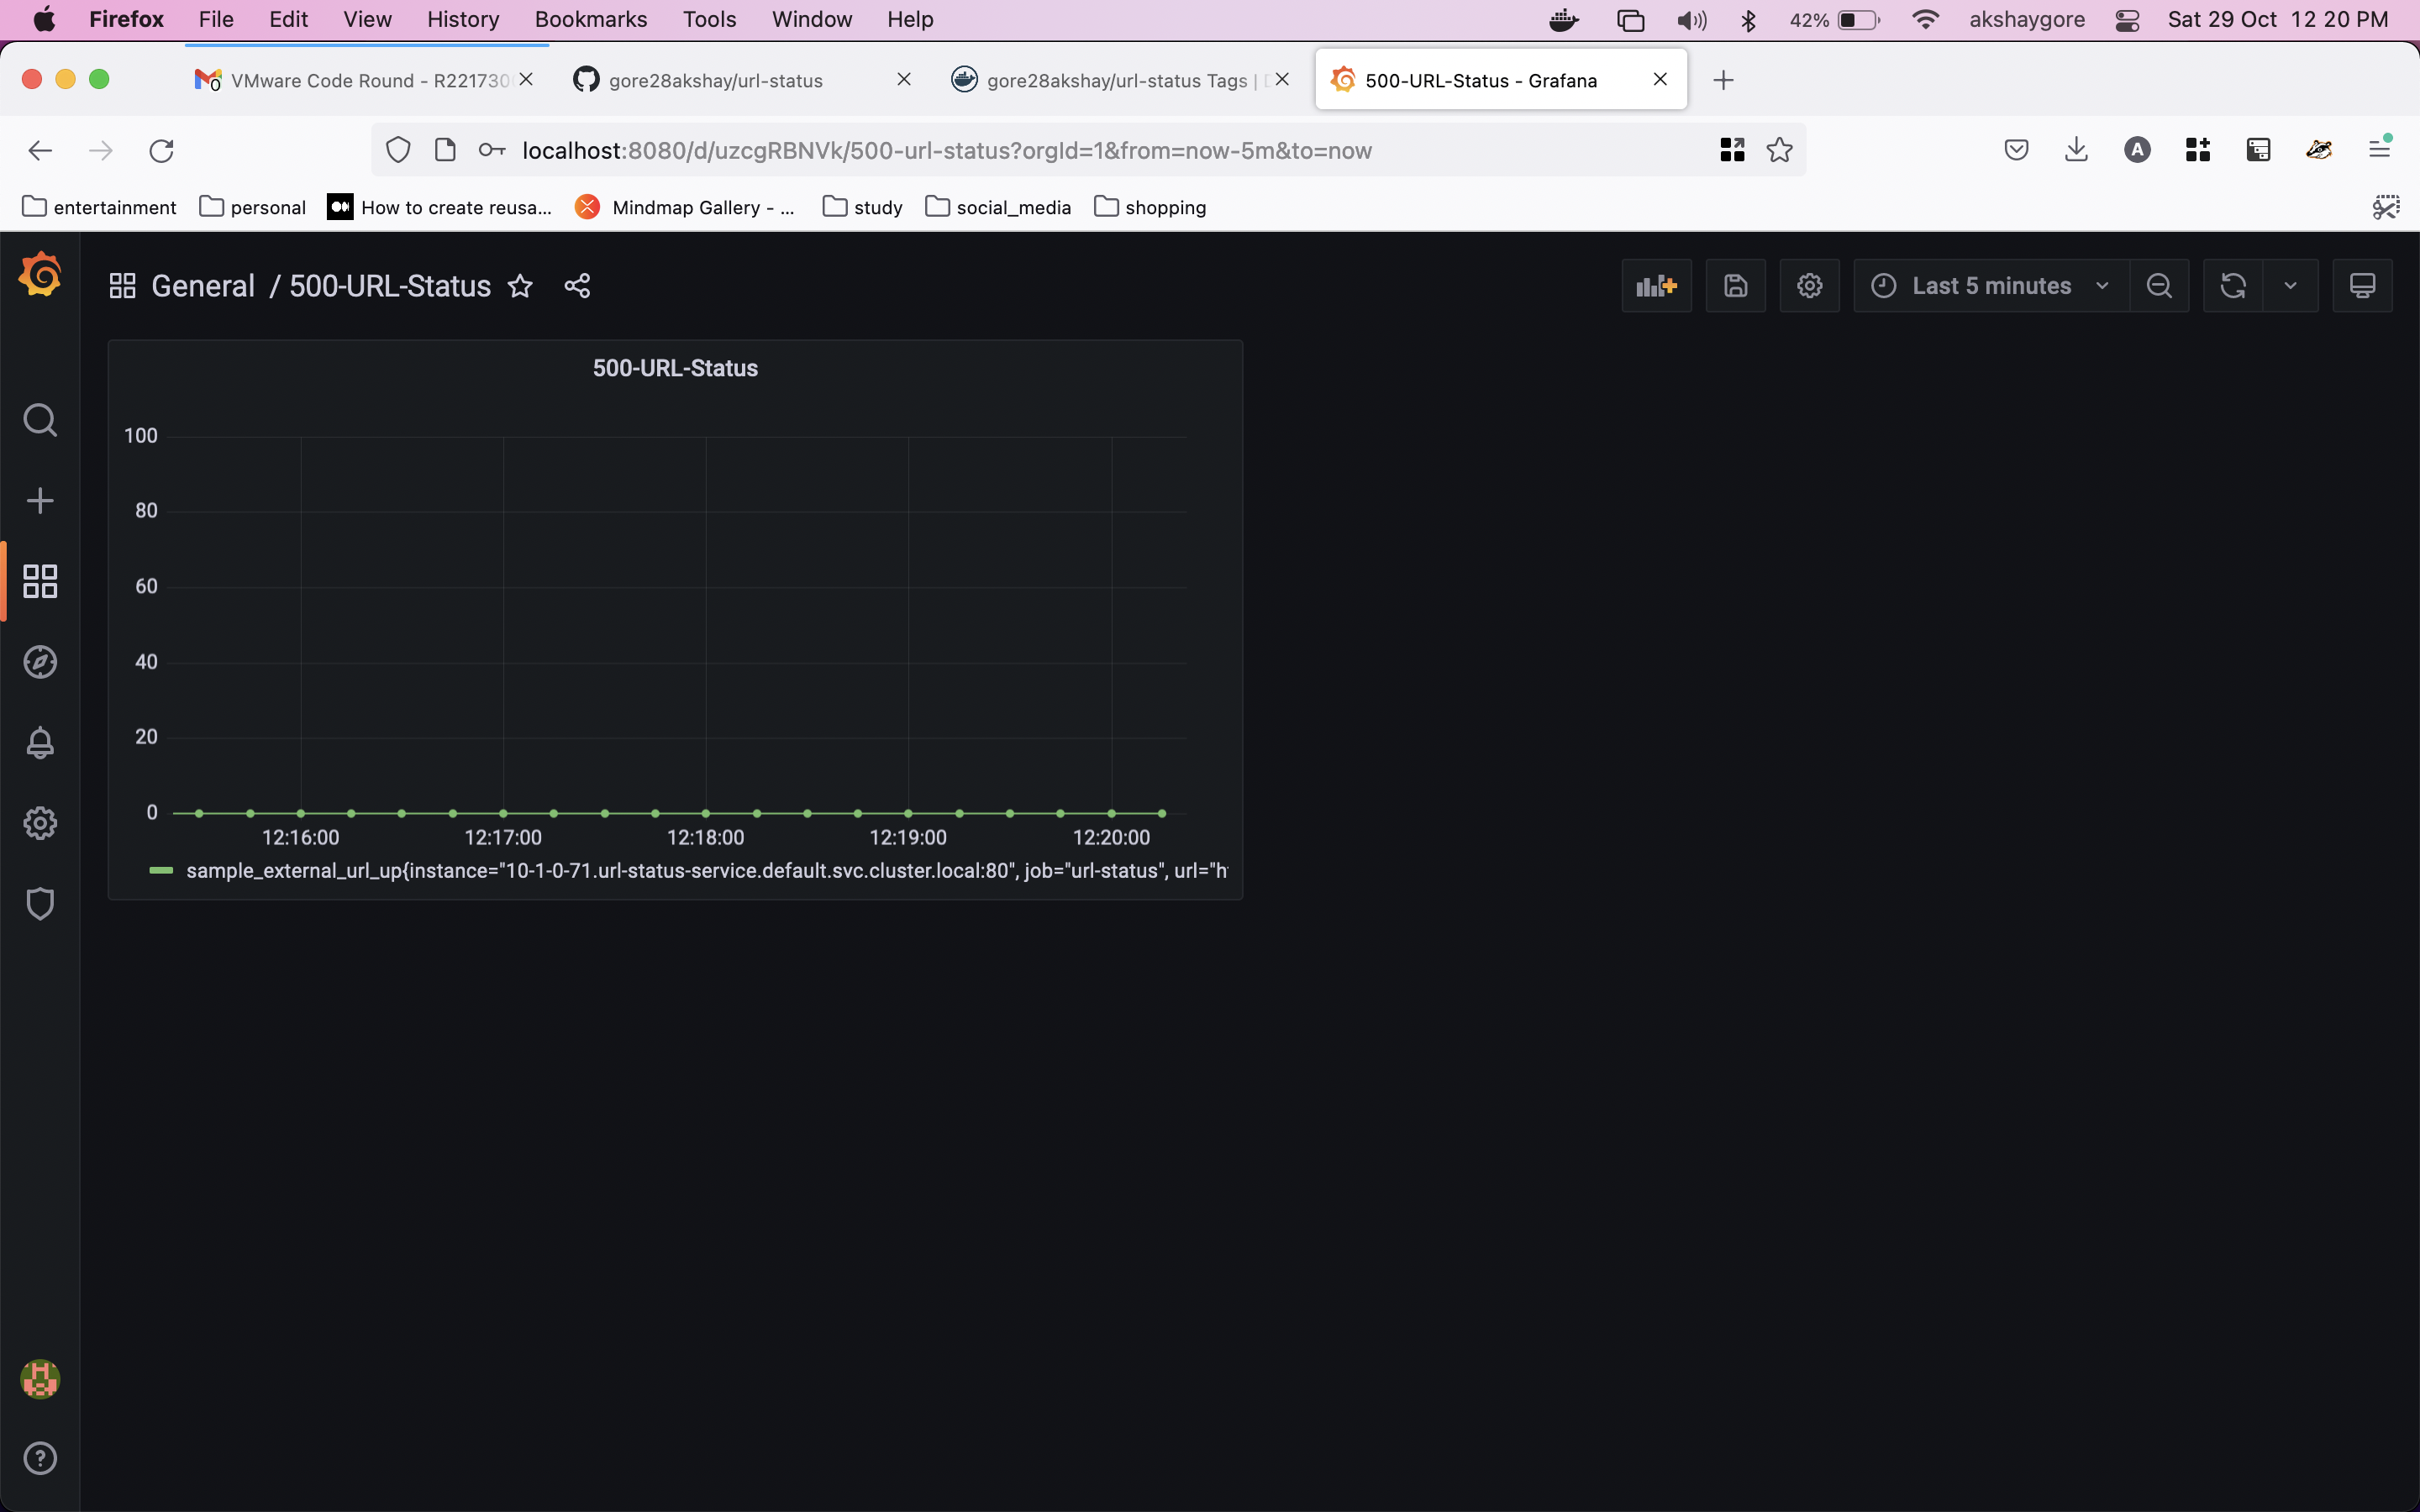 Firefox File Edit View History Bookmarks Tools Window Help 42% akshaygore Sat 29 Oct 12 20 PM
VMware Code Round - R221730 gore28akshay/url-status gore28akshay/url-status Tags | 500-URL-Status - Grafana
localhost:8080/d/uzcgRBNVk/500-url-status?orgId=1&from=now-5m&to=now A
entertainment personal How to create reusa... Mindmap Gallery - ... study social_media shopping
General / 500-URL-Status Last 5 minutes
500-URL-Status
100
80
60
40
20
0
12:16:00 12:17:00 12:18:00 12:19:00 12:20:00
sample_external_url_up{instance="10-1-0-71.url-status-service.default.svc.cluster.local:80", job="url-status", url="h